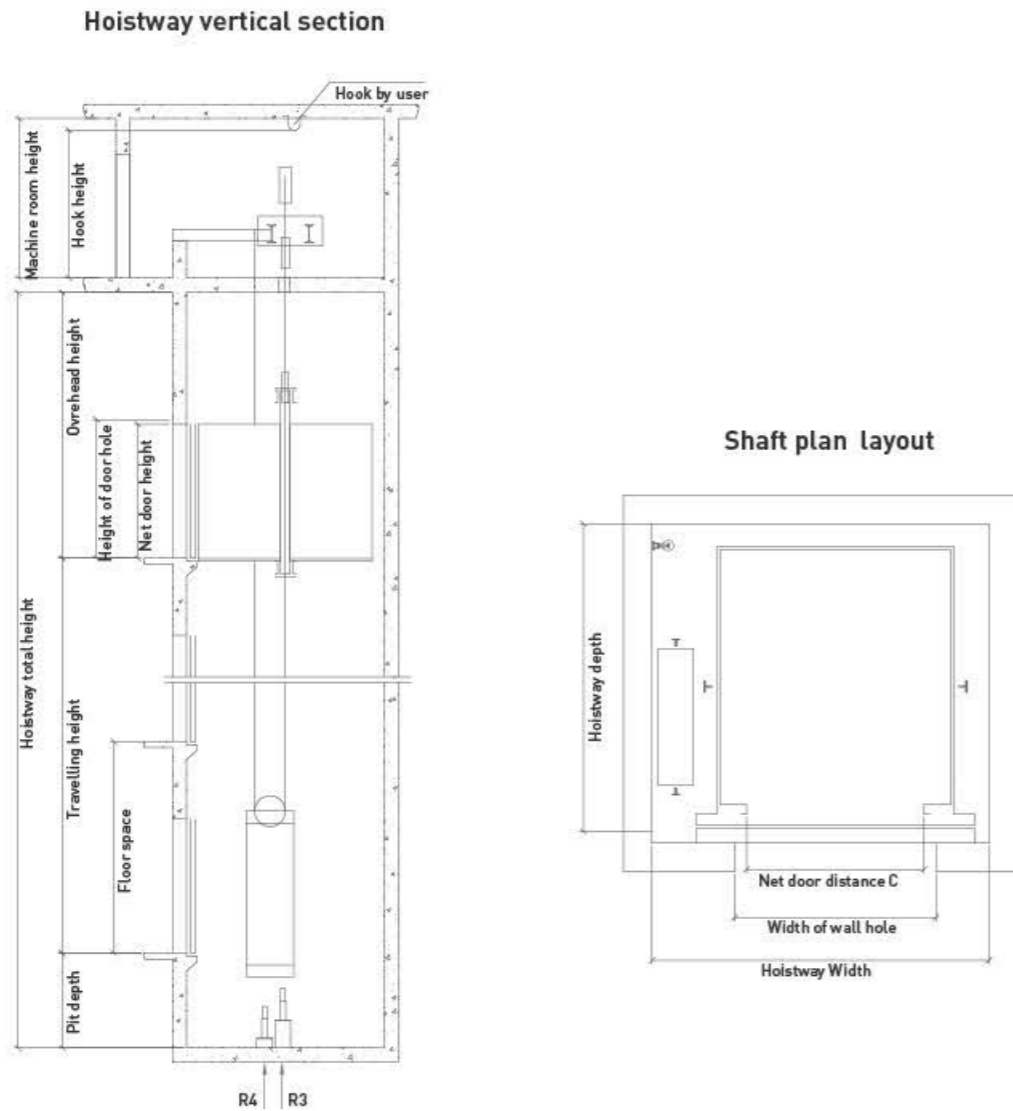 Hoistway vertical section
Hook by user
Machine room height
Hook height
Ovrehead height
Height of door hole
Net door height
Hoistway total height
Travelling height
Floor space
Pit depth
R4 R3
Shaft plan layout
Hoistway depth
Net door distance C
Width of wall hole
Hoistway Width